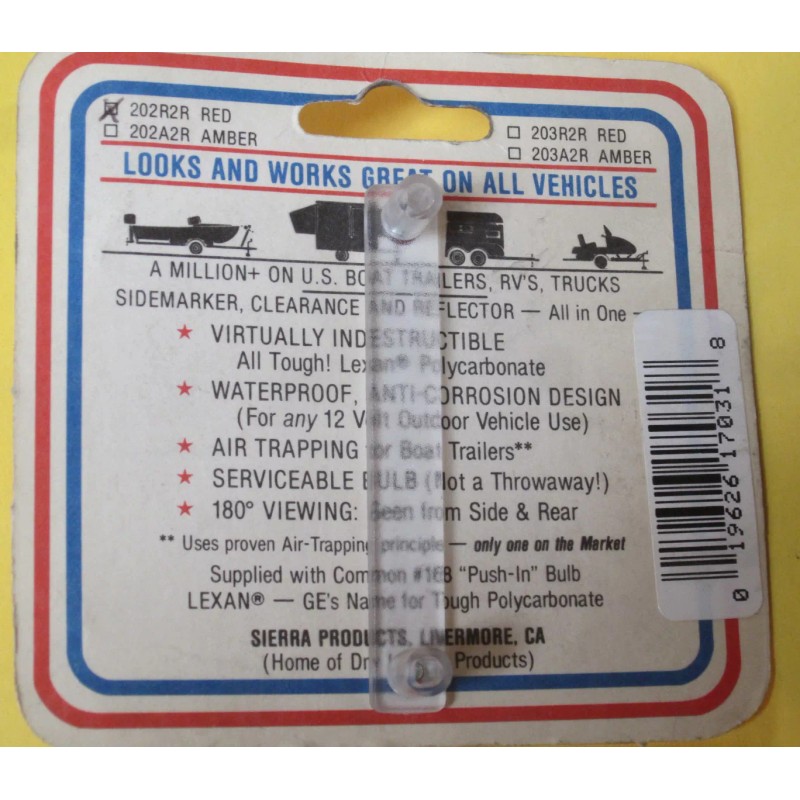 202R2R RED
202A2R AMBER
203R2R RED
203A2R AMBER
LOOKS AND WORKS GREAT ON ALL VEHICLES
A MILLION+ ON U.S. BOAT TRAILERS, RV'S, TRUCKS
SIDEMARKER, CLEARANCE AND REFLECTOR — All in One —
★ VIRTUALLY INDESTRUCTIBLE
All Tough! Lexan® Polycarbonate
★ WATERPROOF, ANTI-CORROSION DESIGN
(For any 12 Volt Outdoor Vehicle Use)
★ AIR TRAPPING for Boat Trailers**
★ SERVICEABLE BULB (Not a Throwaway!)
★ 180° VIEWING: Seen from Side & Rear
** Uses proven Air-Trapping principle — only one on the Market
Supplied with Common #168 "Push-In" Bulb
LEXAN® — GE's Name for Tough Polycarbonate
SIERRA PRODUCTS, LIVERMORE, CA
(Home of Dry Products)
0 19626 17031 8